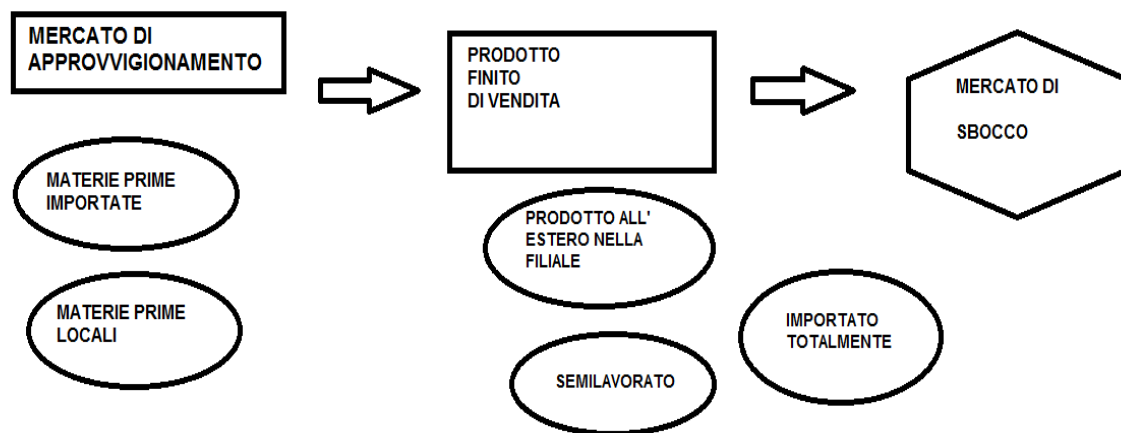 MERCATO DI
APPROVVIGIONAMENTO
PRODOTTO
FINITO
DI VENDITA
MERCATO DI
SBOCCO
MATERIE PRIME
IMPORTATE
PRODOTTO ALL'
ESTERO NELLA
FILIALE
MATERIE PRIME
LOCALI
IMPORTATO
TOTALMENTE
SEMILAVORATO